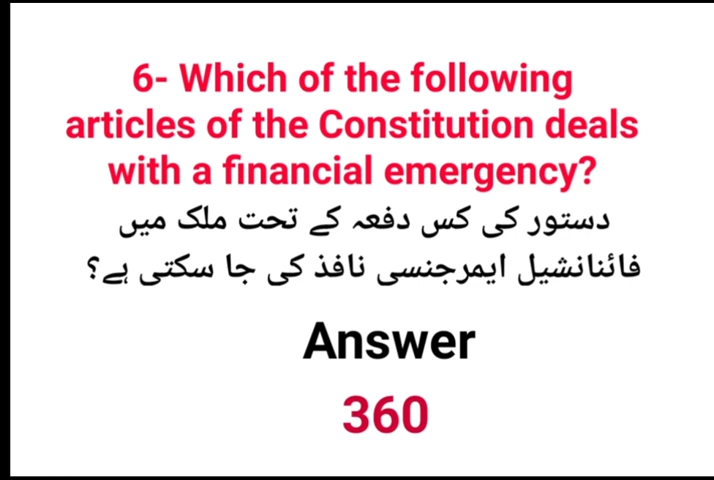 6- Which of the following
articles of the Constitution deals
with a financial emergency?
دستور کی کس دفعہ کے تحت ملک میں
فائنانشیل ایمرجنسی نافذ کی جا سکتی ہے؟
Answer
360